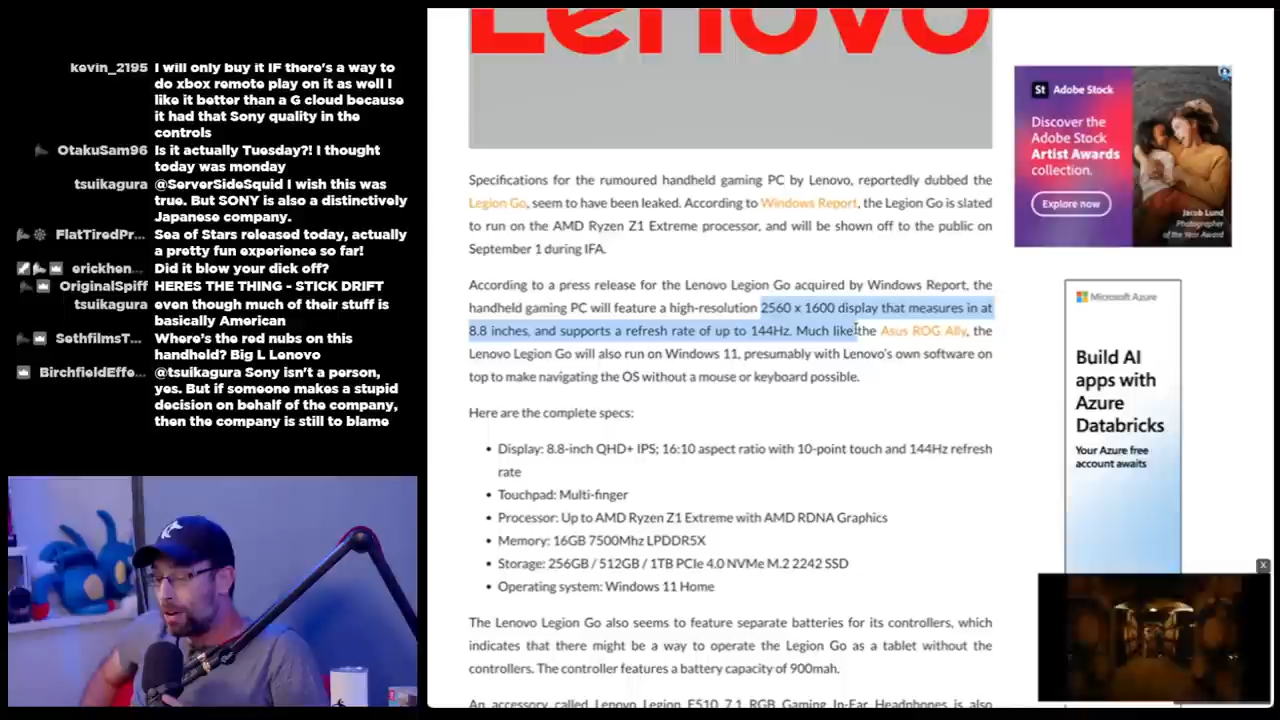 kevin_2195 I will only buy it IF there's a way to
do xbox remote play on it as well I
like it better than a G cloud because
it had that Sony quality in the
controls
OtakuSam96 Is it actually Tuesday?! I thought
today was monday
tsuikagura @ServerSideSquid I wish this was
true. But SONY is also a distinctively
Japanese company.
FlatTiredPr... Sea of Stars released today, actually
a pretty fun experience so far!
erickhen... Did it blow your dick off?
OriginalSpiff HERES THE THING - STICK DRIFT
tsuikagura even though much of their stuff is
basically American
SethfilmsT... Where's the red nubs on this
handheld? Big L Lenovo
BirchfieldEffe... @tsuikagura Sony isn't a person,
yes. But if someone makes a stupid
decision on behalf of the company,
then the company is still to blame
Lenovo
Specifications for the rumoured handheld gaming PC by Lenovo, reportedly dubbed the
Legion Go, seem to have been leaked. According to Windows Report, the Legion Go is slated
to run on the AMD Ryzen Z1 Extreme processor, and will be shown off to the public on
September 1 during IFA.
According to a press release for the Lenovo Legion Go acquired by Windows Report, the
handheld gaming PC will feature a high-resolution 2560 x 1600 display that measures in at
8.8 inches, and supports a refresh rate of up to 144Hz. Much like the Asus ROG Ally, the
Lenovo Legion Go will also run on Windows 11, presumably with Lenovo's own software on
top to make navigating the OS without a mouse or keyboard possible.
Here are the complete specs:
• Display: 8.8-inch QHD+ IPS; 16:10 aspect ratio with 10-point touch and 144Hz refresh
rate
• Touchpad: Multi-finger
• Processor: Up to AMD Ryzen Z1 Extreme with AMD RDNA Graphics
• Memory: 16GB 7500Mhz LPDDR5X
• Storage: 256GB / 512GB / 1TB PCIe 4.0 NVMe M.2 2242 SSD
• Operating system: Windows 11 Home
The Lenovo Legion Go also seems to feature separate batteries for its controllers, which
indicates that there might be a way to operate the Legion Go as a tablet without the
controllers. The controller features a battery capacity of 900mah.
An accessory called Lenovo Legion E510 7.1 RGB Gaming In-Ear Headphones is also
St Adobe Stock
Discover the
Adobe Stock
Artist Awards
collection.
Explore now
Jacob Lund
Photographer
of the Year Award
Microsoft Azure
Build AI
apps with
Azure
Databricks
Your Azure free
account awaits
X